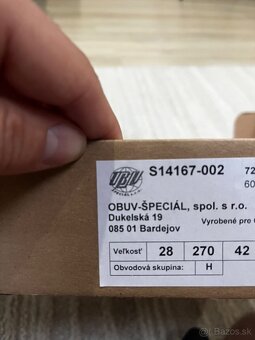 OBUV
S14167-002
72
60
OBUV-ŠPECIÁL, spol. s r.o.
Dukelská 19
Vyrobené pre
085 01 Bardejov
Veľkosť 28 270 42
Obvodová skupina: H
Bazos.sk